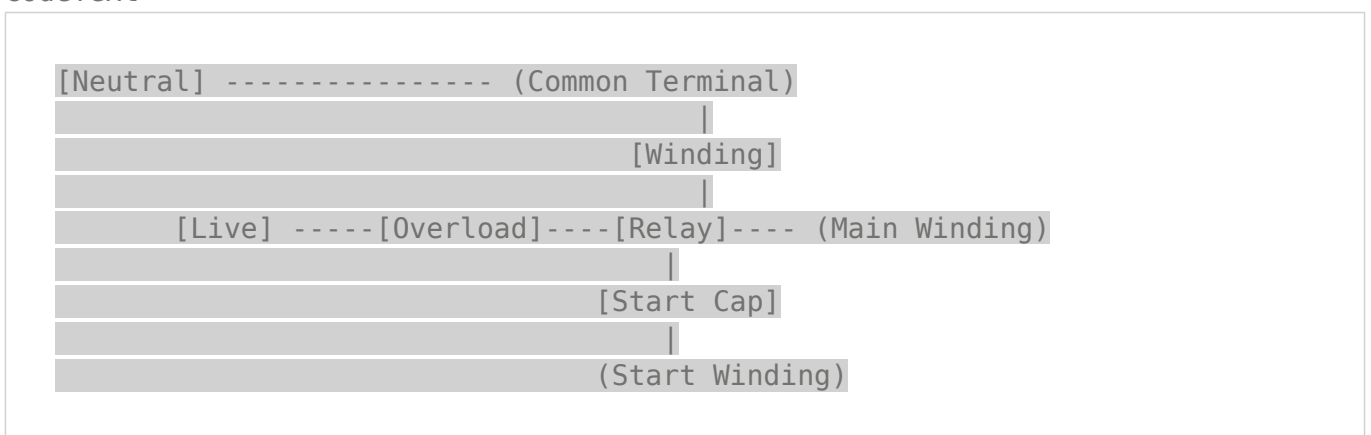 [Neutral] ---------------- (Common Terminal)
|
[Winding]
|
[Live] -----[Overload]----[Relay]---- (Main Winding)
|
[Start Cap]
|
(Start Winding)